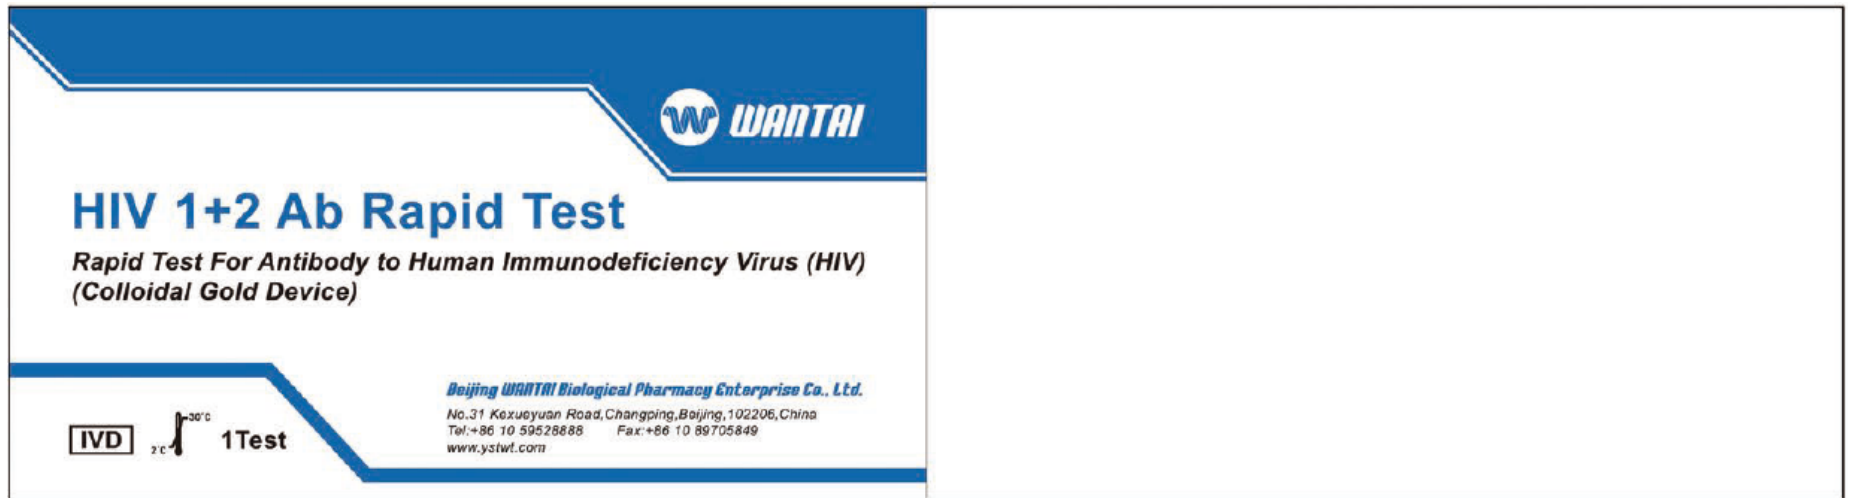 WANTAI
HIV 1+2 Ab Rapid Test
Rapid Test For Antibody to Human Immunodeficiency Virus (HIV)
(Colloidal Gold Device)
Beijing WANTAI Biological Pharmacy Enterprise Co., Ltd.
No.31 Kexueyuan Road,Changping,Beijing,102206,China
Tel:+86 10 59528888 Fax:+86 10 89705849
www.ystwt.com
IVD 2°C 30°C 1Test